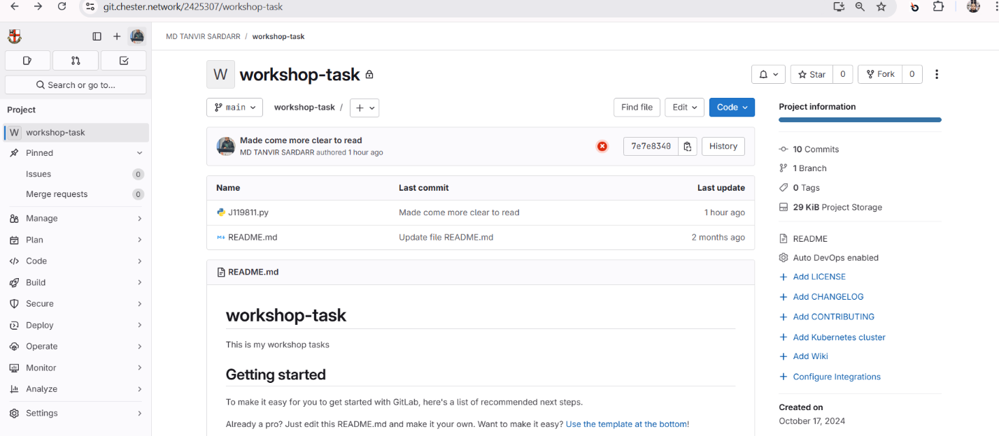 git.chester.network/2425307/workshop-task
MD TANVIR SARDARR / workshop-task
Search or go to...
Project
W workshop-task
Pinned
Issues 0
Merge requests 0
Manage
Plan
Code
Build
Secure
Deploy
Operate
Monitor
Analyze
Settings
W workshop-task
Star 0 Fork 0
main workshop-task / + Find file Edit Code
Made come more clear to read
MD TANVIR SARDARR authored 1 hour ago
7e7e8340 History
Name Last commit Last update
J119811.py Made come more clear to read 1 hour ago
README.md Update file README.md 2 months ago
README.md
workshop-task
This is my workshop tasks
Getting started
To make it easy for you to get started with GitLab, here's a list of recommended next steps.
Already a pro? Just edit this README.md and make it your own. Want to make it easy? Use the template at the bottom!
Project information
10 Commits
1 Branch
0 Tags
29 KiB Project Storage
README
Auto DevOps enabled
+ Add LICENSE
+ Add CHANGELOG
+ Add CONTRIBUTING
+ Add Kubernetes cluster
+ Add Wiki
+ Configure Integrations
Created on
October 17, 2024